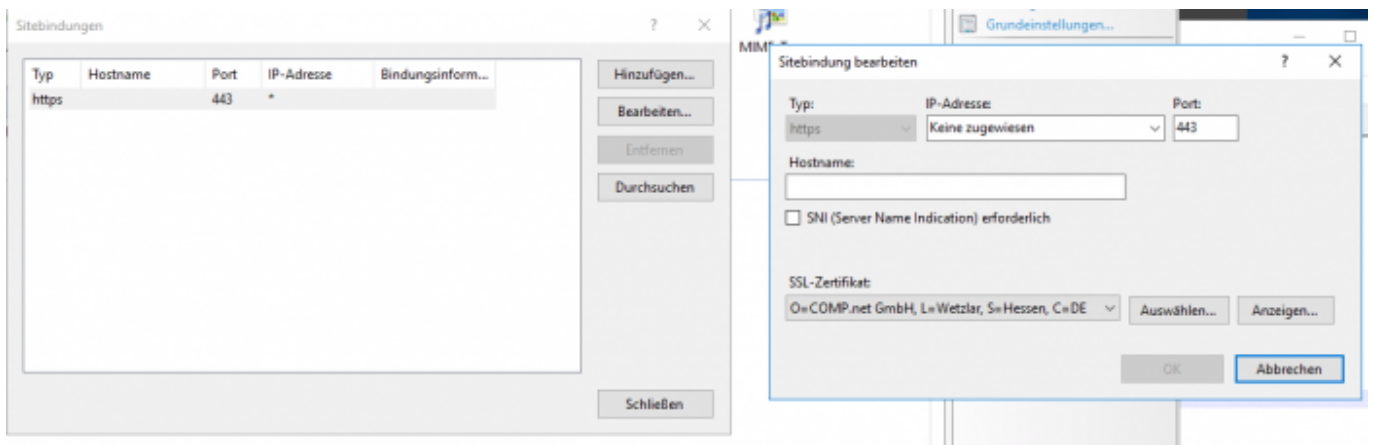 Sitebindungen
Typ Hostname Port IP-Adresse Bindungsinform...
https 443 *
Hinzufügen...
Bearbeiten...
Entfernen
Durchsuchen
Schließen
Grundeinstellungen...
Sitebindung bearbeiten
Typ: IP-Adresse: Port:
https Keine zugewiesen 443
Hostname:
SNI (Server Name Indication) erforderlich
SSL-Zertifikat:
O=COMP.net GmbH, L=Wetzlar, S=Hessen, C=DE Auswählen... Anzeigen...
OK Abbrechen